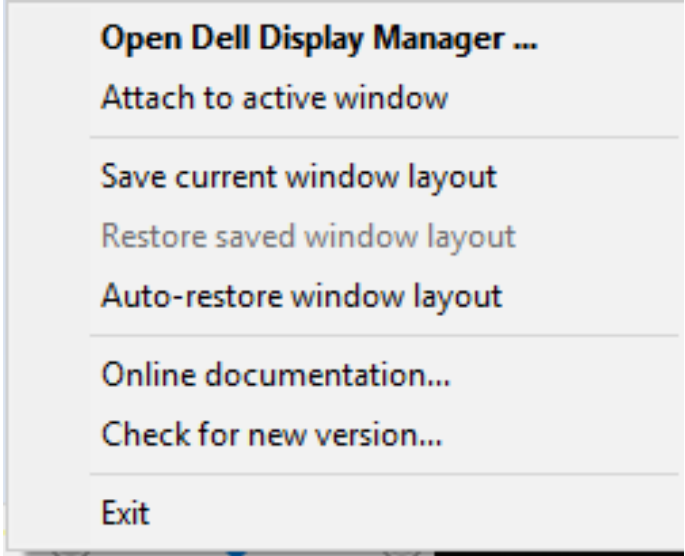 Open Dell Display Manager ...
Attach to active window
Save current window layout
Restore saved window layout
Auto-restore window layout
Online documentation...
Check for new version...
Exit